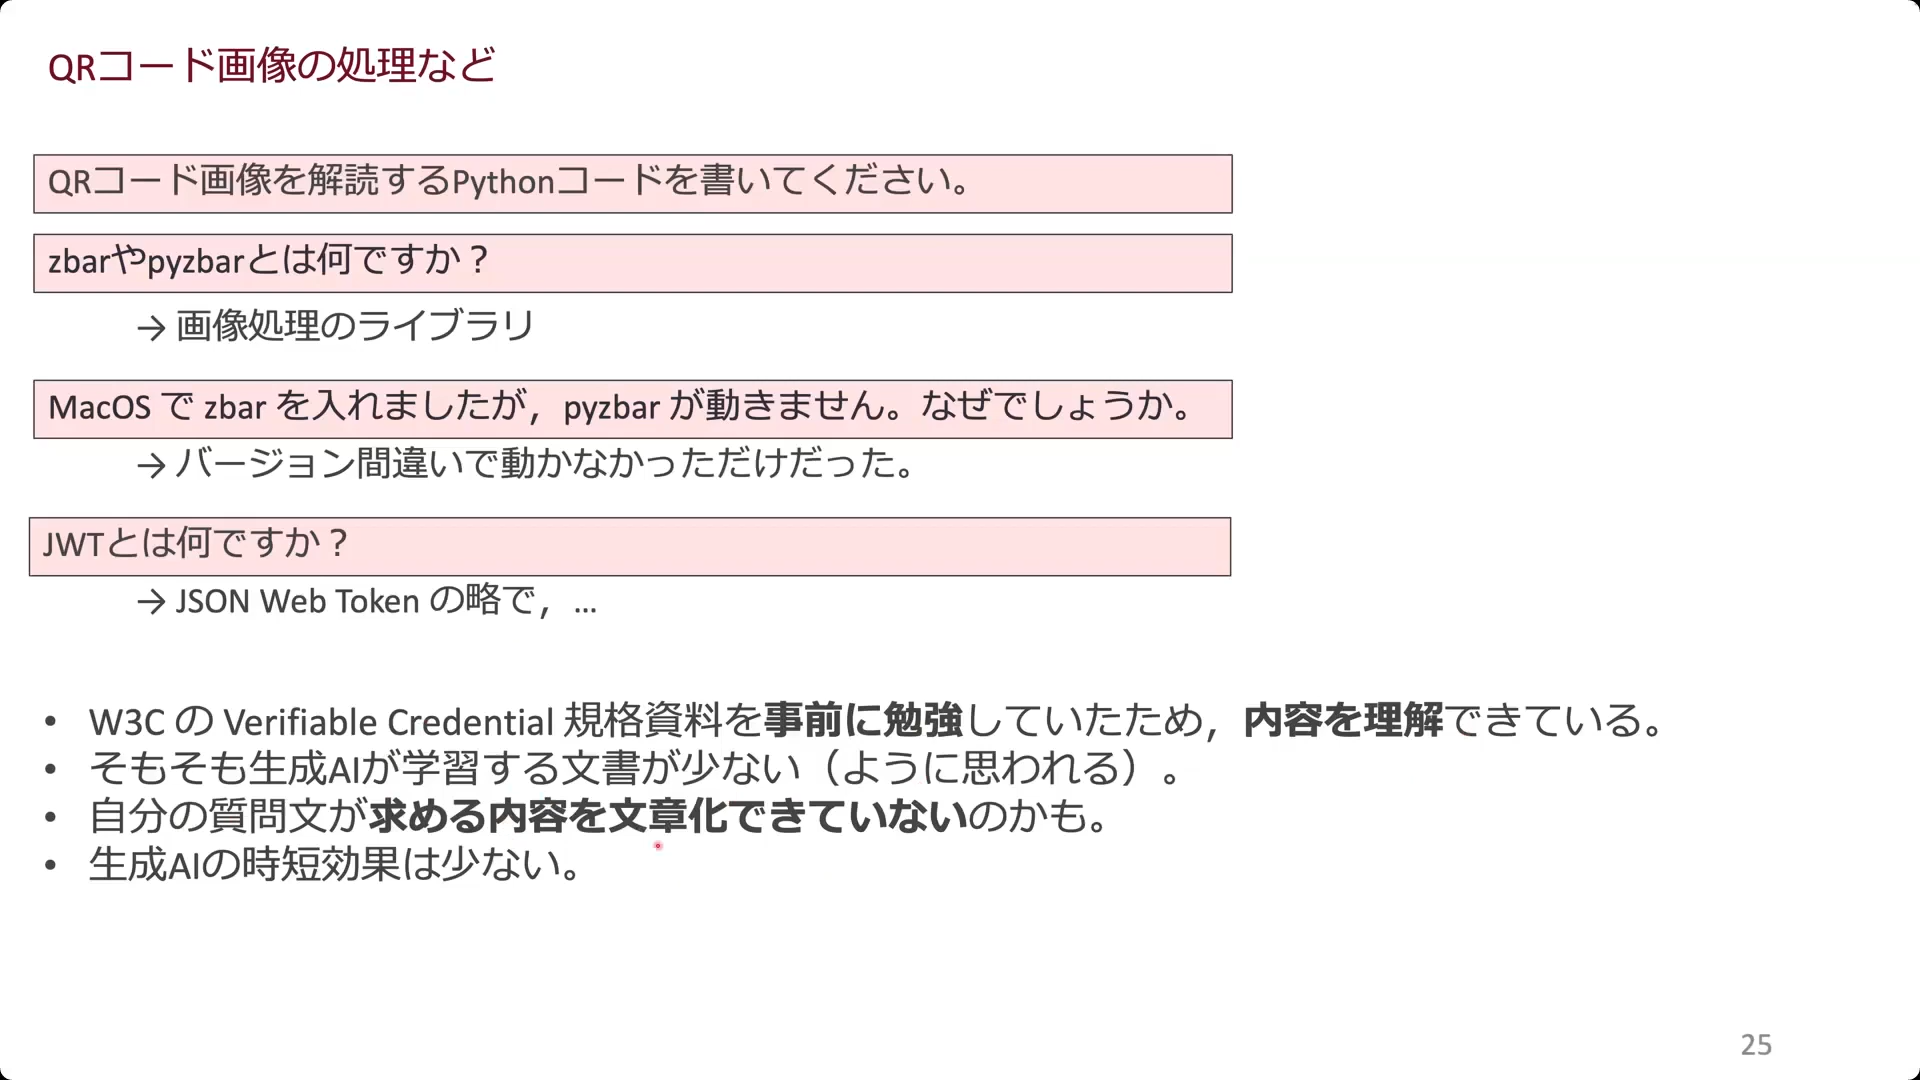 QRコード画像の処理など
QRコード画像を解読するPythonコードを書いてください。
zbarやpyzbarとは何ですか？
→ 画像処理のライブラリ
MacOS で zbar を入れましたが，pyzbar が動きません。なぜでしょうか。
→ バージョン間違いで動かなかっただけだった。
JWTとは何ですか？
→ JSON Web Token の略で，…
• W3C の Verifiable Credential 規格資料を事前に勉強していたため，内容を理解できている。
• そもそも生成AIが学習する文書が少ない（ように思われる）。
• 自分の質問文が求める内容を文章化できていないのかも。
• 生成AIの時短効果は少ない。
25